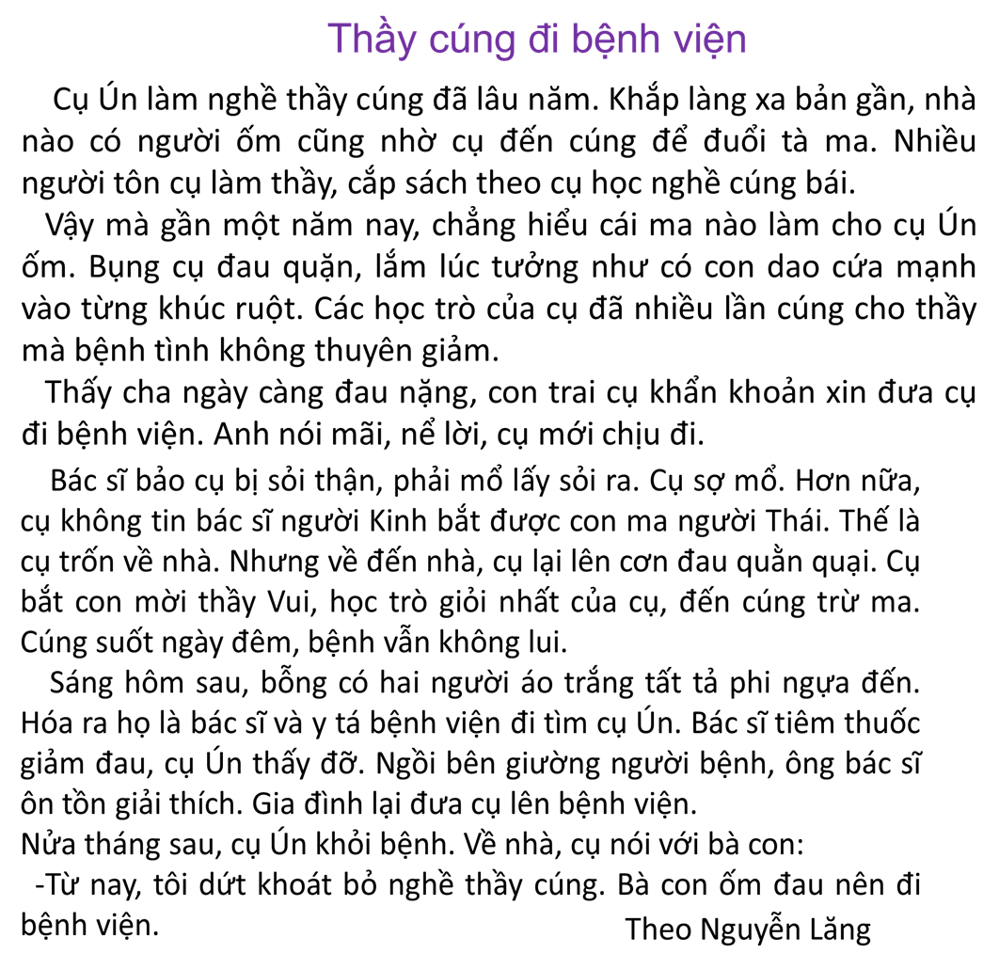 Thầy cúng đi bệnh viện
Cụ Ún làm nghề thầy cúng đã lâu năm. Khắp làng xa bản gần, nhà
nào có người ốm cũng nhờ cụ đến cúng để đuổi tà ma. Nhiều
người tôn cụ làm thầy, cắp sách theo cụ học nghề cúng bái.
Vậy mà gần một năm nay, chẳng hiểu cái ma nào làm cho cụ Ún
ốm. Bụng cụ đau quặn, lắm lúc tưởng như có con dao cứa mạnh
vào từng khúc ruột. Các học trò của cụ đã nhiều lần cúng cho thầy
mà bệnh tình không thuyên giảm.
Thấy cha ngày càng đau nặng, con trai cụ khẩn khoản xin đưa cụ
đi bệnh viện. Anh nói mãi, nể lời, cụ mới chịu đi.
Bác sĩ bảo cụ bị sỏi thận, phải mổ lấy sỏi ra. Cụ sợ mổ. Hơn nữa,
cụ không tin bác sĩ người Kinh bắt được con ma người Thái. Thế là
cụ trốn về nhà. Nhưng về đến nhà, cụ lại lên cơn đau quằn quại. Cụ
bắt con mời thầy Vui, học trò giỏi nhất của cụ, đến cúng trừ ma.
Cúng suốt ngày đêm, bệnh vẫn không lui.
Sáng hôm sau, bỗng có hai người áo trắng tất tả phi ngựa đến.
Hóa ra họ là bác sĩ và y tá bệnh viện đi tìm cụ Ún. Bác sĩ tiêm thuốc
giảm đau, cụ Ún thấy đỡ. Ngồi bên giường người bệnh, ông bác sĩ
ôn tồn giải thích. Gia đình lại đưa cụ lên bệnh viện.
Nửa tháng sau, cụ Ún khỏi bệnh. Về nhà, cụ nói với bà con:
-Từ nay, tôi dứt khoát bỏ nghề thầy cúng. Bà con ốm đau nên đi
bệnh viện.
Theo Nguyễn Lăng